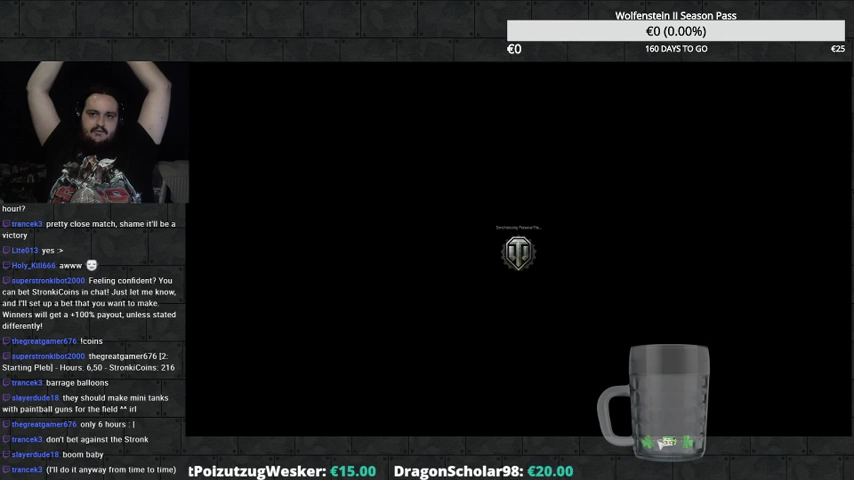 Wolfenstein II Season Pass
€0 (0.00%)
€0
160 DAYS TO GO
€25
hour!?
trancek3 pretty close match, shame it'll be a
victory
Lite013 yes :>
Holy_Kill666 awww
superstronkibot2000 Feeling confident? You
can bet StronkiCoins in chat! Just let me know,
and I'll set up a bet that you want to make.
Winners will get a +100% payout, unless stated
differently!
thegreatgamer676 !coins
superstronkibot2000 thegreatgamer676 [2:
Starting Pleb] - Hours: 6,50 - StronkiCoins: 216
trancek3 barrage balloons
slayerdude18 they should make mini tanks
with paintball guns for the field ^^ irl
thegreatgamer676 only 6 hours : |
trancek3 don't bet against the Stronk
slayerdude18 boom baby
trancek3 (I'll do it anyway from time to time)
tPoizutzugWesker: €15.00
DragonScholar98: €20.00